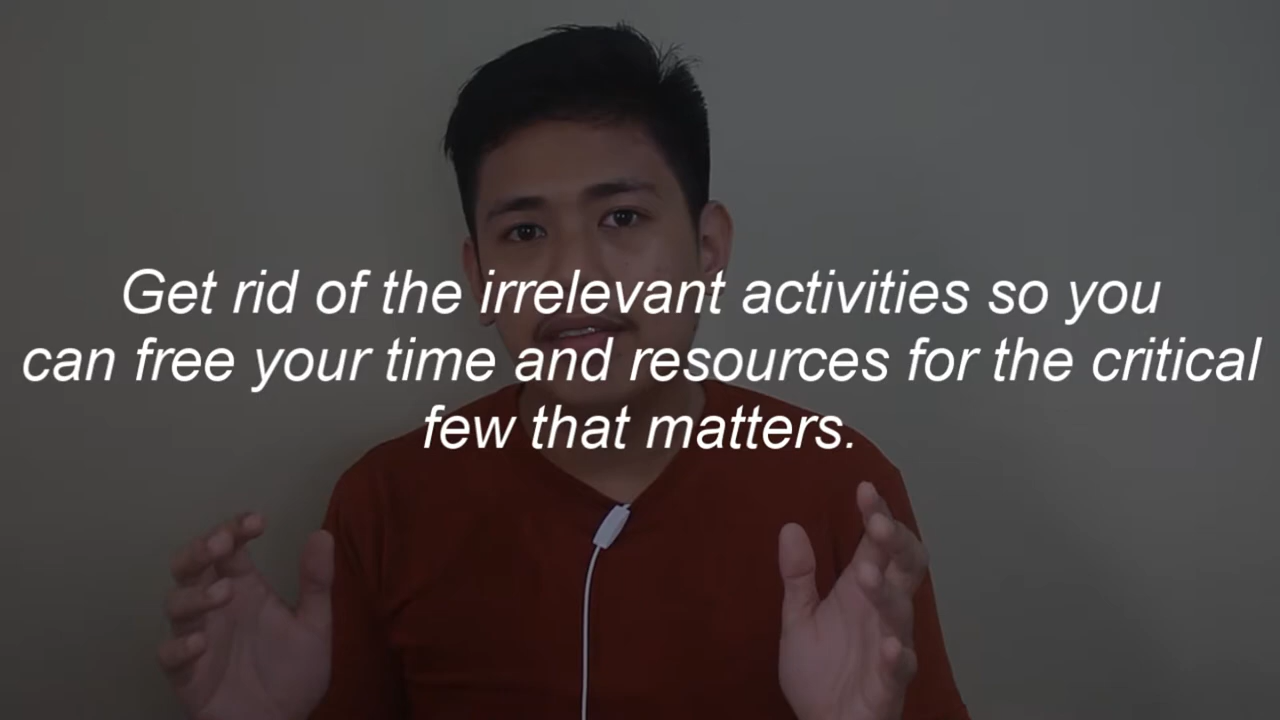 Get rid of the irrelevant activities so you
can free your time and resources for the critical
few that matters.